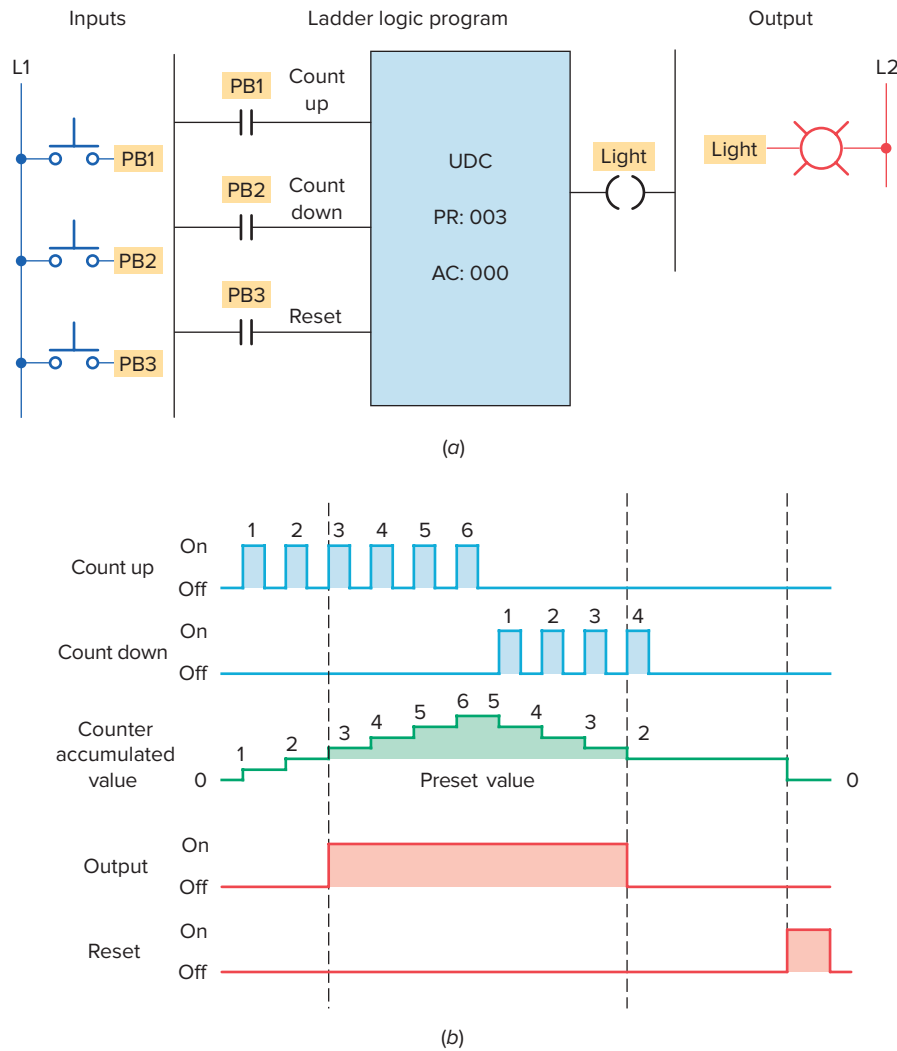 Inputs
Ladder logic program
Output
L1
L2
PB1
Count
up
PB1
PB2
Count
down
PB2
PB3
Reset
PB3
UDC
PR: 003
AC: 000
Light
Light
(a)
1 2 3 4 5 6
On
Count up
Off
1 2 3 4
On
Count down
Off
Counter
accumulated
value
0 1 2 3 4 5 6 5 4 3 2 0
Preset value
On
Output
Off
On
Reset
Off
(b)